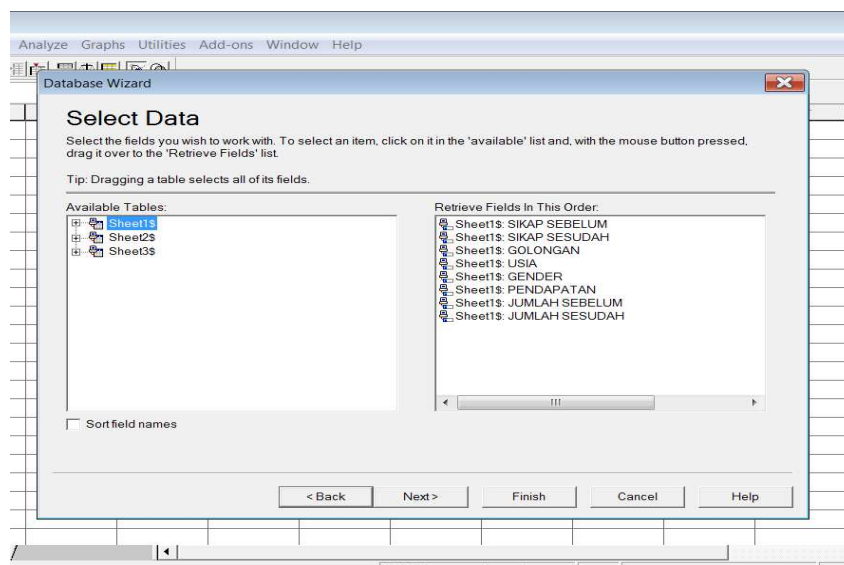 Analyze Graphs Utilities Add-ons Window Help
Database Wizard
Select Data
Select the fields you wish to work with. To select an item, click on it in the 'available' list and, with the mouse button pressed,
drag it over to the 'Retrieve Fields' list.
Tip: Dragging a table selects all of its fields.
Available Tables:
Sheet1$
Sheet2$
Sheet3$
Sort field names
Retrieve Fields In This Order:
Sheet1$: SIKAP SEBELUM
Sheet1$: SIKAP SESUDAH
Sheet1$: GOLONGAN
Sheet1$: USIA
Sheet1$: GENDER
Sheet1$: PENDAPATAN
Sheet1$: JUMLAH SEBELUM
Sheet1$: JUMLAH SESUDAH
< Back Next > Finish Cancel Help